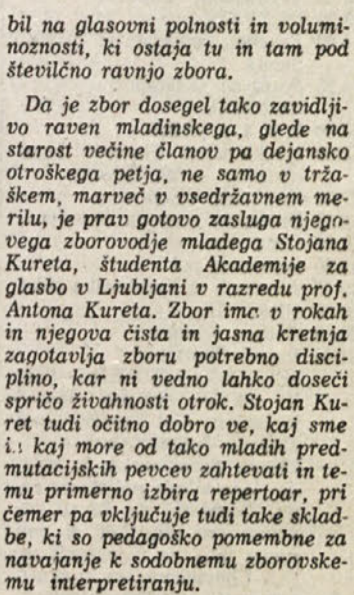 bil na glasovni polnosti in volumi-
noznosti, ki ostaja tu in tam pod
številčno ravnjo zbora.
Da je zbor dosegel tako zavidlji-
vo raven mladinskega, glede na
starost večine članov pa dejansko
otroškega petja, ne samo v trža-
škem, marveč v vsedržavnem me-
rilu, je prav gotovo zasluga njego-
vega zborovodje mladega Stojana
Kureta, študenta Akademije za
glasbo v Ljubljani v razredu prof.
Antona Kureta. Zbor ima v rokah
in njegova čista in jasna kretnja
zagotavlja zboru potrebno disci-
plino, kar ni vedno lahko doseči
spričo živahnosti otrok. Stojan Ku-
ret tudi očitno dobro ve, kaj sme
in kaj more od tako mladih pred-
mutacijskih pevcev zahtevati in te-
mu primerno izbira repertoar, pri
čemer pa vključuje tudi take sklad-
be, ki so pedagoško pomembne za
navajanje k sodobnemu zborovske-
mu interpretiranju.